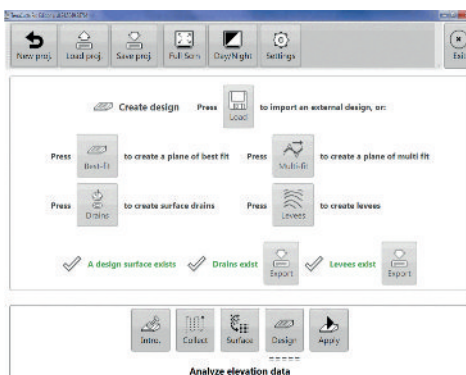 New proj. Load proj. Save proj. Full Scrn Day/Night Settings Exit
Create design Press Load to import an external design, or:
Press Best-fit to create a plane of best fit Press Multi-fit to create a plane of multi fit
Press Drains to create surface drains Press Levees to create levees
A design surface exists Drains exist Export Levees exist Export
Intro. Collect Surface Design Apply
Analyze elevation data